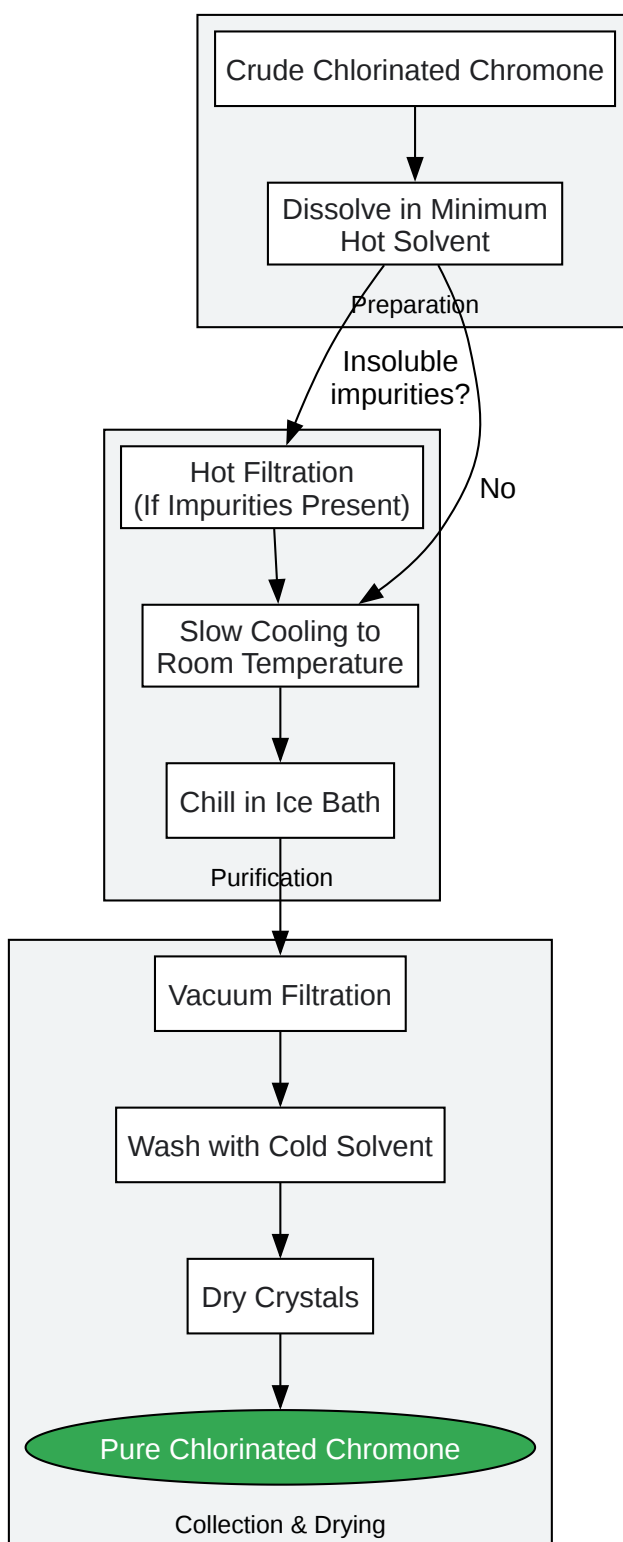 Crude Chlorinated Chromone
Dissolve in Minimum
Hot Solvent
Preparation
Insoluble
impurities?
Hot Filtration
(If Impurities Present)
No
Slow Cooling to
Room Temperature
Chill in Ice Bath
Purification
Vacuum Filtration
Wash with Cold Solvent
Dry Crystals
Pure Chlorinated Chromone
Collection & Drying